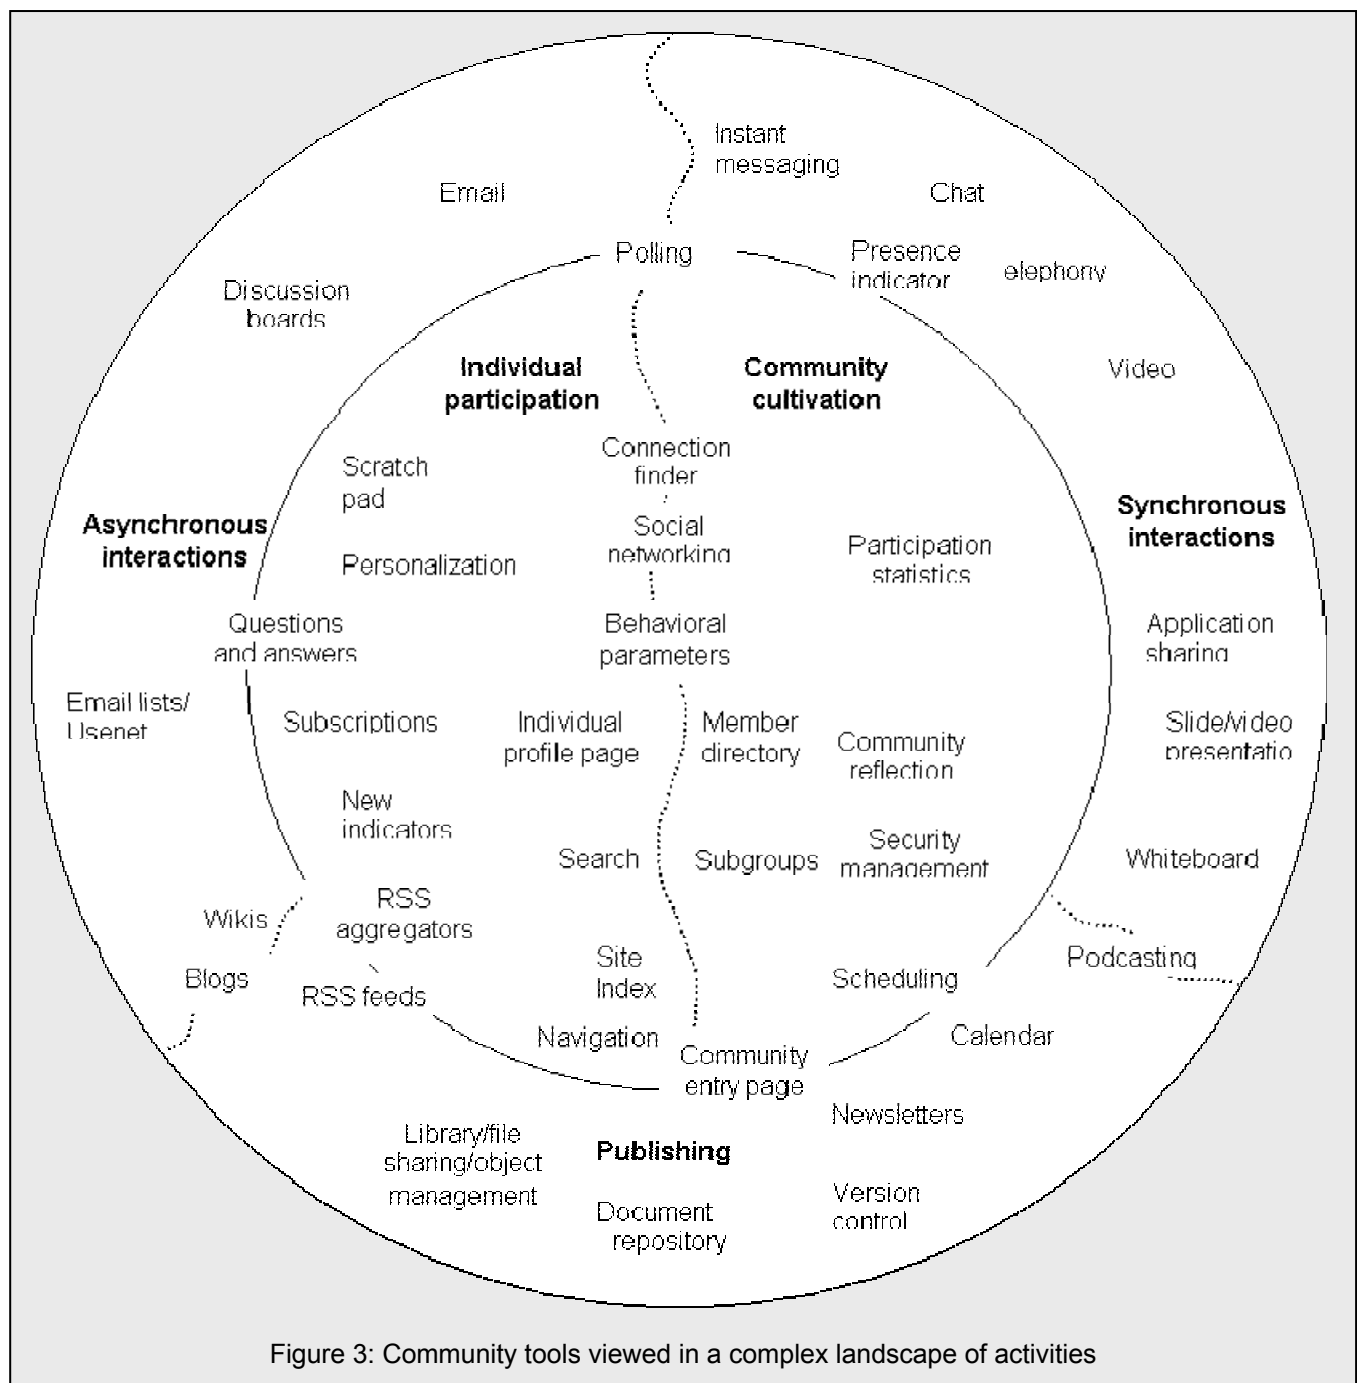 Instant
messaging
Email
Chat
Polling
Presence
indicator
elephony
Discussion
boards
Video
Individual
participation
Community
cultivation
Connection
finder
Scratch
pad
Asynchronous
interactions
Synchronous
interactions
Social
networking
Participation
statistics
Personalization
Questions
and answers
Behavioral
parameters
Application
sharing
Email lists/
Usenet
Subscriptions
Individual
profile page
Member
directory
Community
reflection
Slide/video
presentatio
New
indicators
Search
Subgroups
Security
management
Whiteboard
Wikis
RSS
aggregators
Blogs
RSS feeds
Site
Index
Scheduling
Podcasting
Navigation
Community
entry page
Calendar
Newsletters
Library/file
sharing/object
management
Publishing
Document
repository
Version
control
Figure 3: Community tools viewed in a complex landscape of activities